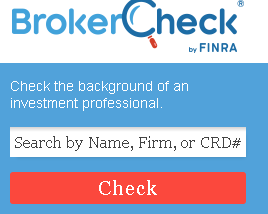 BrokerCheck®
by FINRA
Check the background of an
investment professional.
Search by Name, Firm, or CRD#
Check